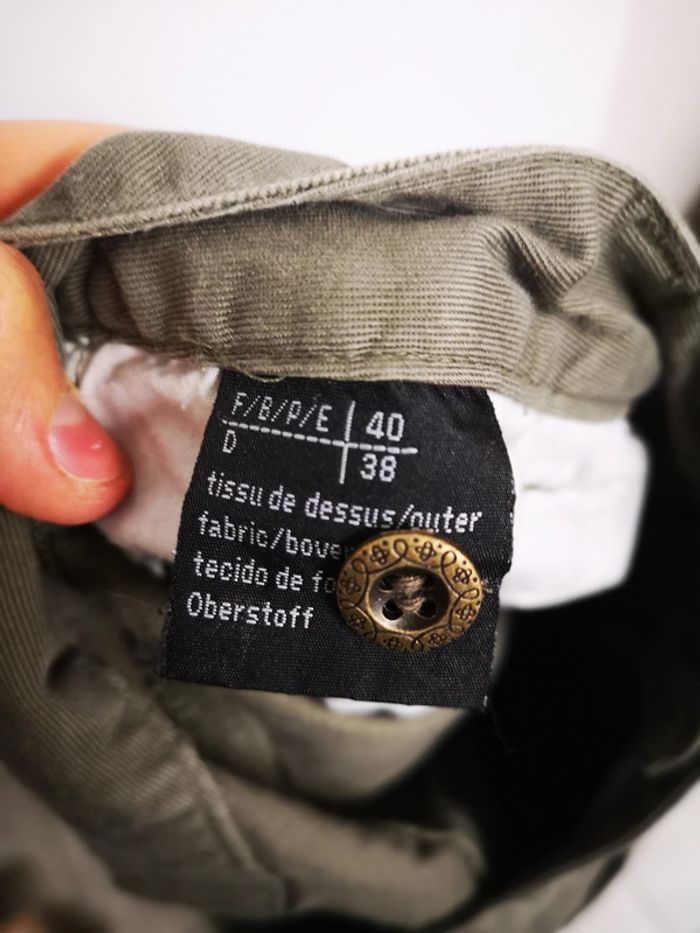 F/B/P/E 40
D 38
tissu de dessus/outer
fabric/bove
tecido de fo
Oberstoff